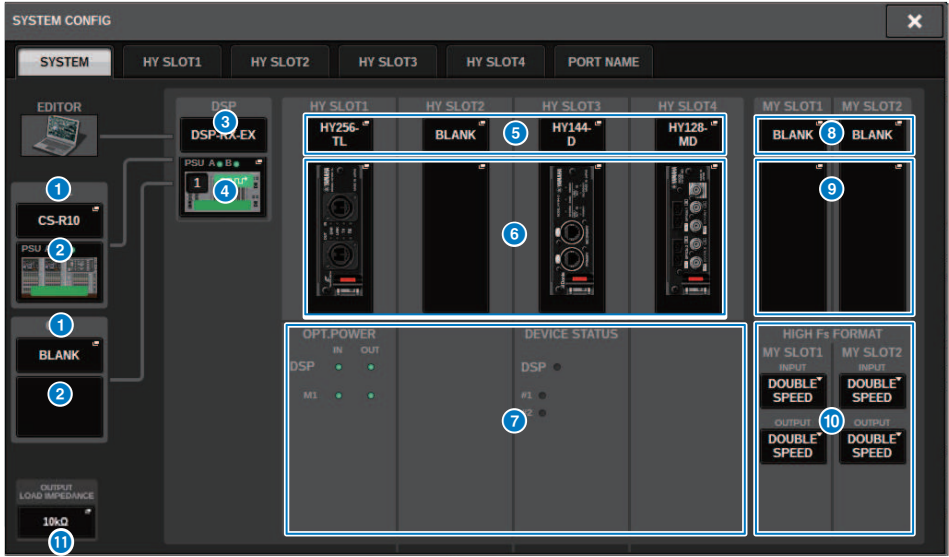 SYSTEM CONFIG
SYSTEM HY SLOT1 HY SLOT2 HY SLOT3 HY SLOT4 PORT NAME
EDITOR
DSP
HY SLOT1 HY SLOT2 HY SLOT3 HY SLOT4
MY SLOT1 MY SLOT2
3
DSP-RX-EX
HY256-TL
BLANK
5
HY144-D
HY128-MD
BLANK
8
BLANK
PSU A B
1
4
1
CS-R10
PSU
2
6
9
1
BLANK
2
OPT.POWER
IN OUT
DSP
M1
DEVICE STATUS
DSP
#1
7
HIGH Fs FORMAT
MY SLOT1 MY SLOT2
INPUT INPUT
DOUBLE SPEED
DOUBLE SPEED
10
OUTPUT OUTPUT
DOUBLE SPEED
DOUBLE SPEED
OUTPUT
LOAD IMPEDANCE
10kΩ
11